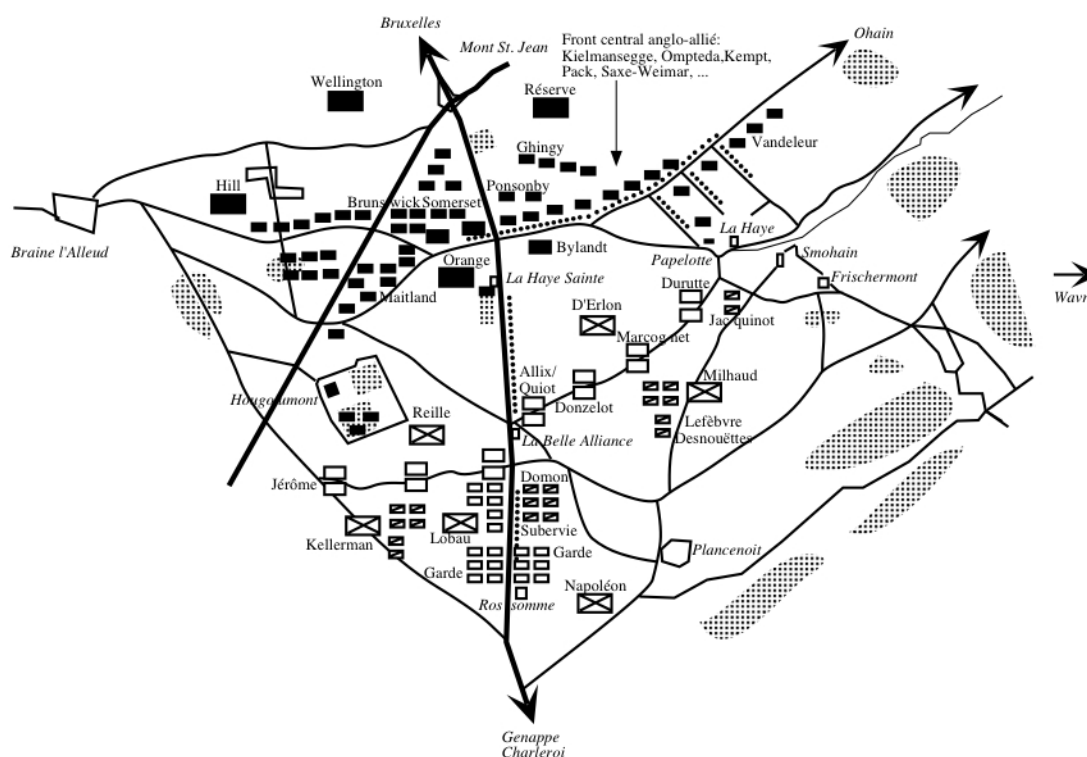 Bruxelles
Mont St. Jean
Ohain
Front central anglo-allié:
Kielmansegge, Ompteda,Kempt,
Pack, Saxe-Weimar, ...
Wellington
Réserve
Vandeleur
Ghingy
Hill
Ponsonby
Brunswick
Somerset
La Haye
Braine l'Alleud
Bylandt
Papelotte
Smohain
Orange
La Haye Sainte
Frischermont
Maitland
Durutte
Wavr
D'Erlon
Jacquinot
Marcognet
Allix/
Quiot
Milhaud
Hougoumont
Reille
Donzelot
Lefèbvre
Desnouëttes
La Belle Alliance
Jérôme
Domon
Kellerman
Lobau
Subervie
Plancenoit
Garde
Garde
Napoléon
Rossomme
Genappe
Charleroi